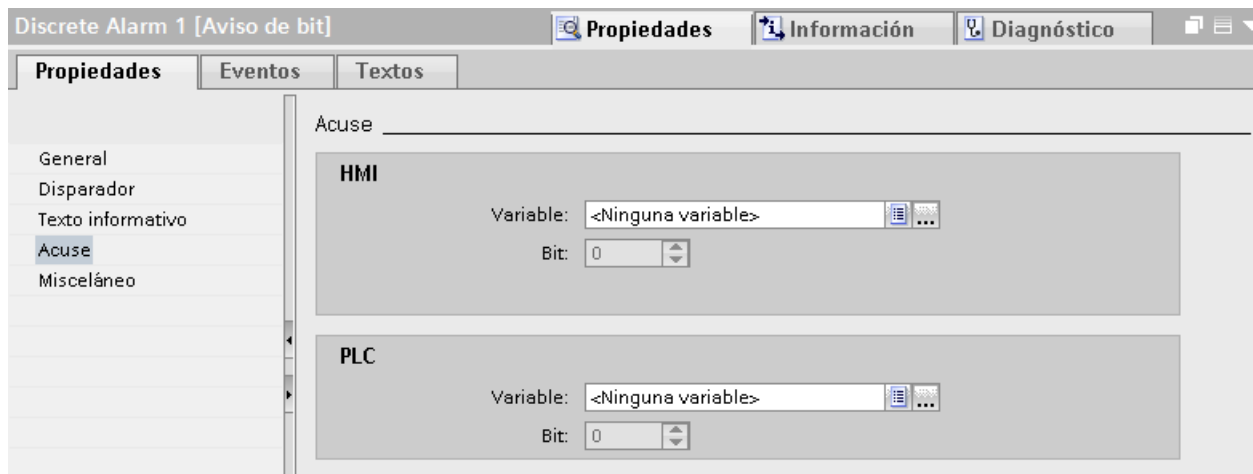 Discrete Alarm 1 [Aviso de bit]
Propiedades
Información
Diagnóstico
Propiedades
Eventos
Textos
General
Disparador
Texto informativo
Acuse
Misceláneo
Acuse
HMI
Variable: <Ninguna variable> ...
Bit: 0
PLC
Variable: <Ninguna variable> ...
Bit: 0